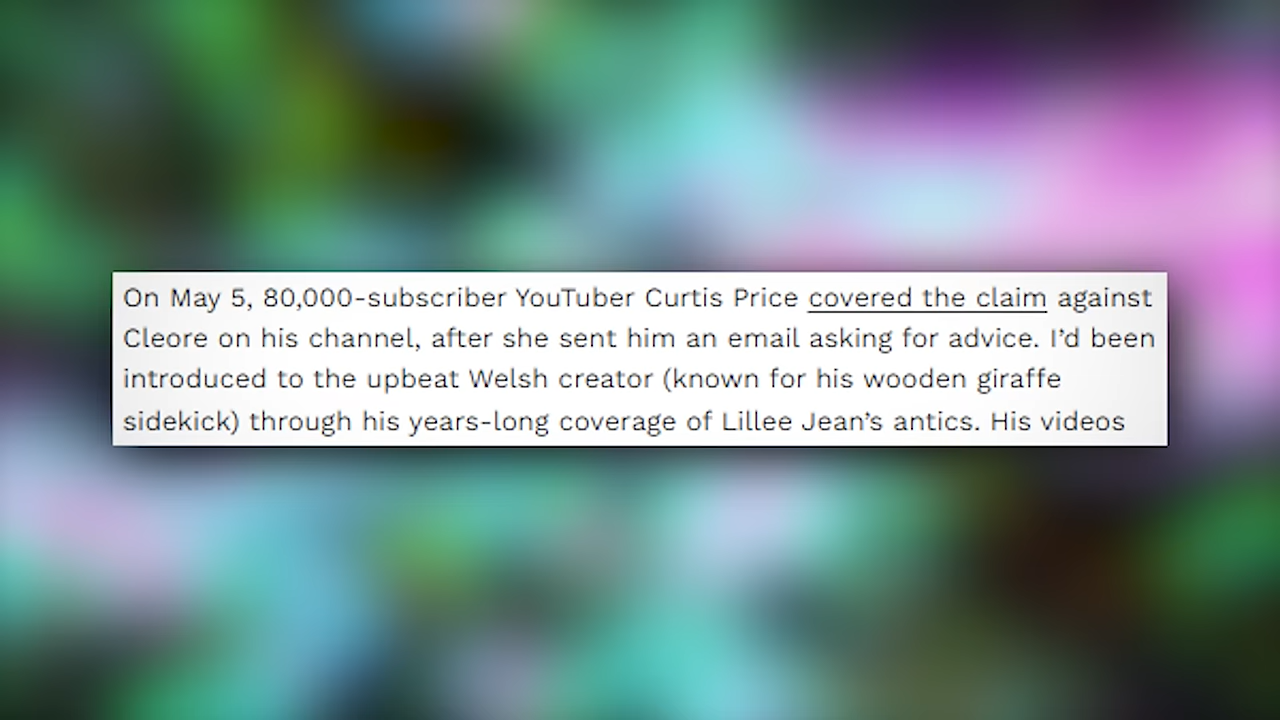 On May 5, 80,000-subscriber YouTuber Curtis Price covered the claim against
Cleore on his channel, after she sent him an email asking for advice. I’d been
introduced to the upbeat Welsh creator (known for his wooden giraffe
sidekick) through his years-long coverage of Lillee Jean’s antics. His videos